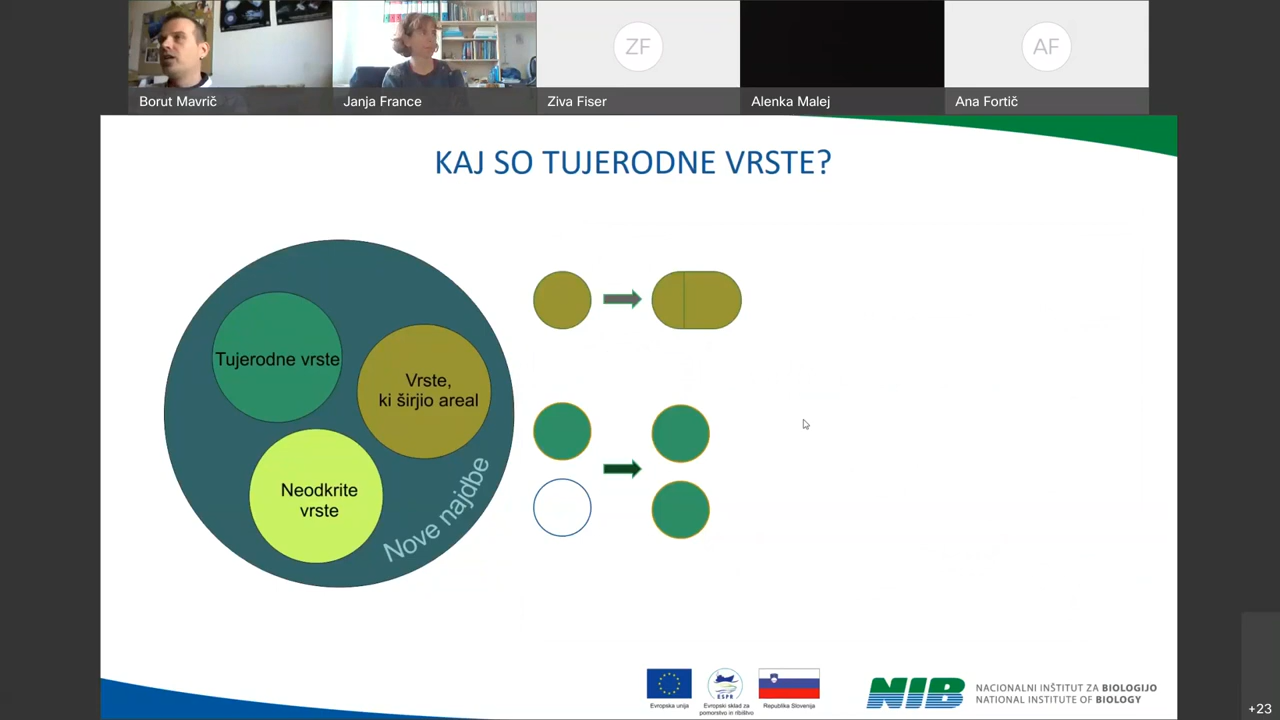 ZF
AF
Borut Mavrič
Janja France
Ziva Fiser
Alenka Malej
Ana Fortič
KAJ SO TUJERODNE VRSTE?
Tujerodne vrste
Vrste,
ki širjio areal
Neodkrite
vrste
Nove najdbe
Evropska unija
ESPR
Evropski sklad za
pomorstvo in ribištvo
Republika Slovenija
NIB
NACIONALNI INŠTITUT ZA BIOLOGIJO
NATIONAL INSTITUTE OF BIOLOGY
+23